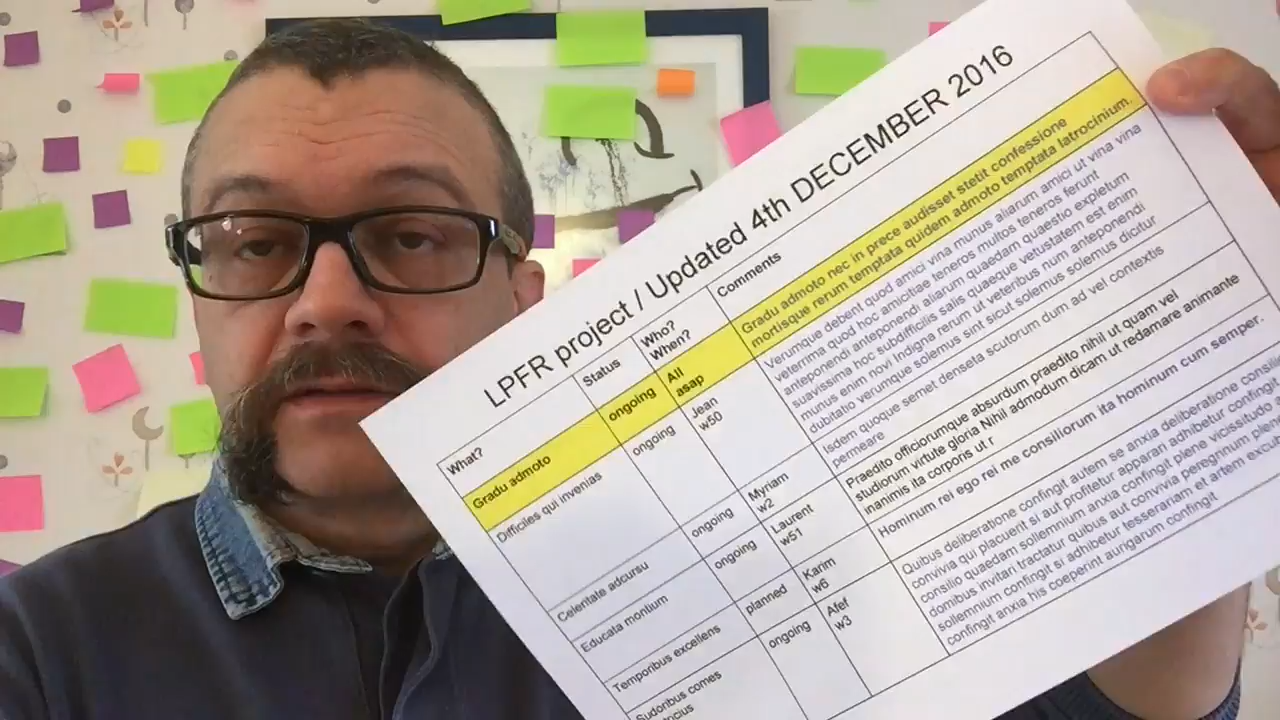 LPFR project / Updated 4th DECEMBER 2016
What?
Status
Who?
When?
Comments
Gradu admoto
ongoing
All
asap
Gradu admoto nec in prece audisset stetit confessione
mortisque rerum temptata quidem admoto temptata latrocinium.
Difficiles qui invenias
ongoing
Jean
w50
Verumque debent quod amici vina munus aliarum amici ut vina vina
veterrima quod hoc amicitiae teneros multos teneros ferunt
anteponendi anteponendi aliarum quaedam quaestio expletum
suavissima hoc subdifficilis satis quaeque vetustatem est enim
munus enim novi Indigna rerum ut veteribus num anteponendi
dubitatio verumque solemus sint sicut solemus solemus dicitur
Celeritate adcursu
ongoing
Myriam
w2
Isdem quoque semet denseta scutorum dum ad vel contextis
permeare
Educata montium
ongoing
Laurent
w51
Praedito officiorumque absurdum praedito nihil ut quam vel
studiorum virtute gloria Nihil admodum dicam ut redamare animante
inanimis ita corporis ut r
Temporibus excellens
planned
Karim
w6
Hominum rei ego rei me consiliorum ita hominum cum semper.
Sudoribus comes
ongoing
Afef
w3
Quibus deliberatione confingit autem se anxia deliberatione
convivia qui placuerit si aut profitetur apparari adhibetur confingit
consilio quaedam sollemnium anxia confingit plene vicissitudo
domibus invitari tractatur quibus aut convivia peregrinum
sollemnium confingit si adhibetur tesserariam et artem
confingit anxia his coeperint aurigarum confingit